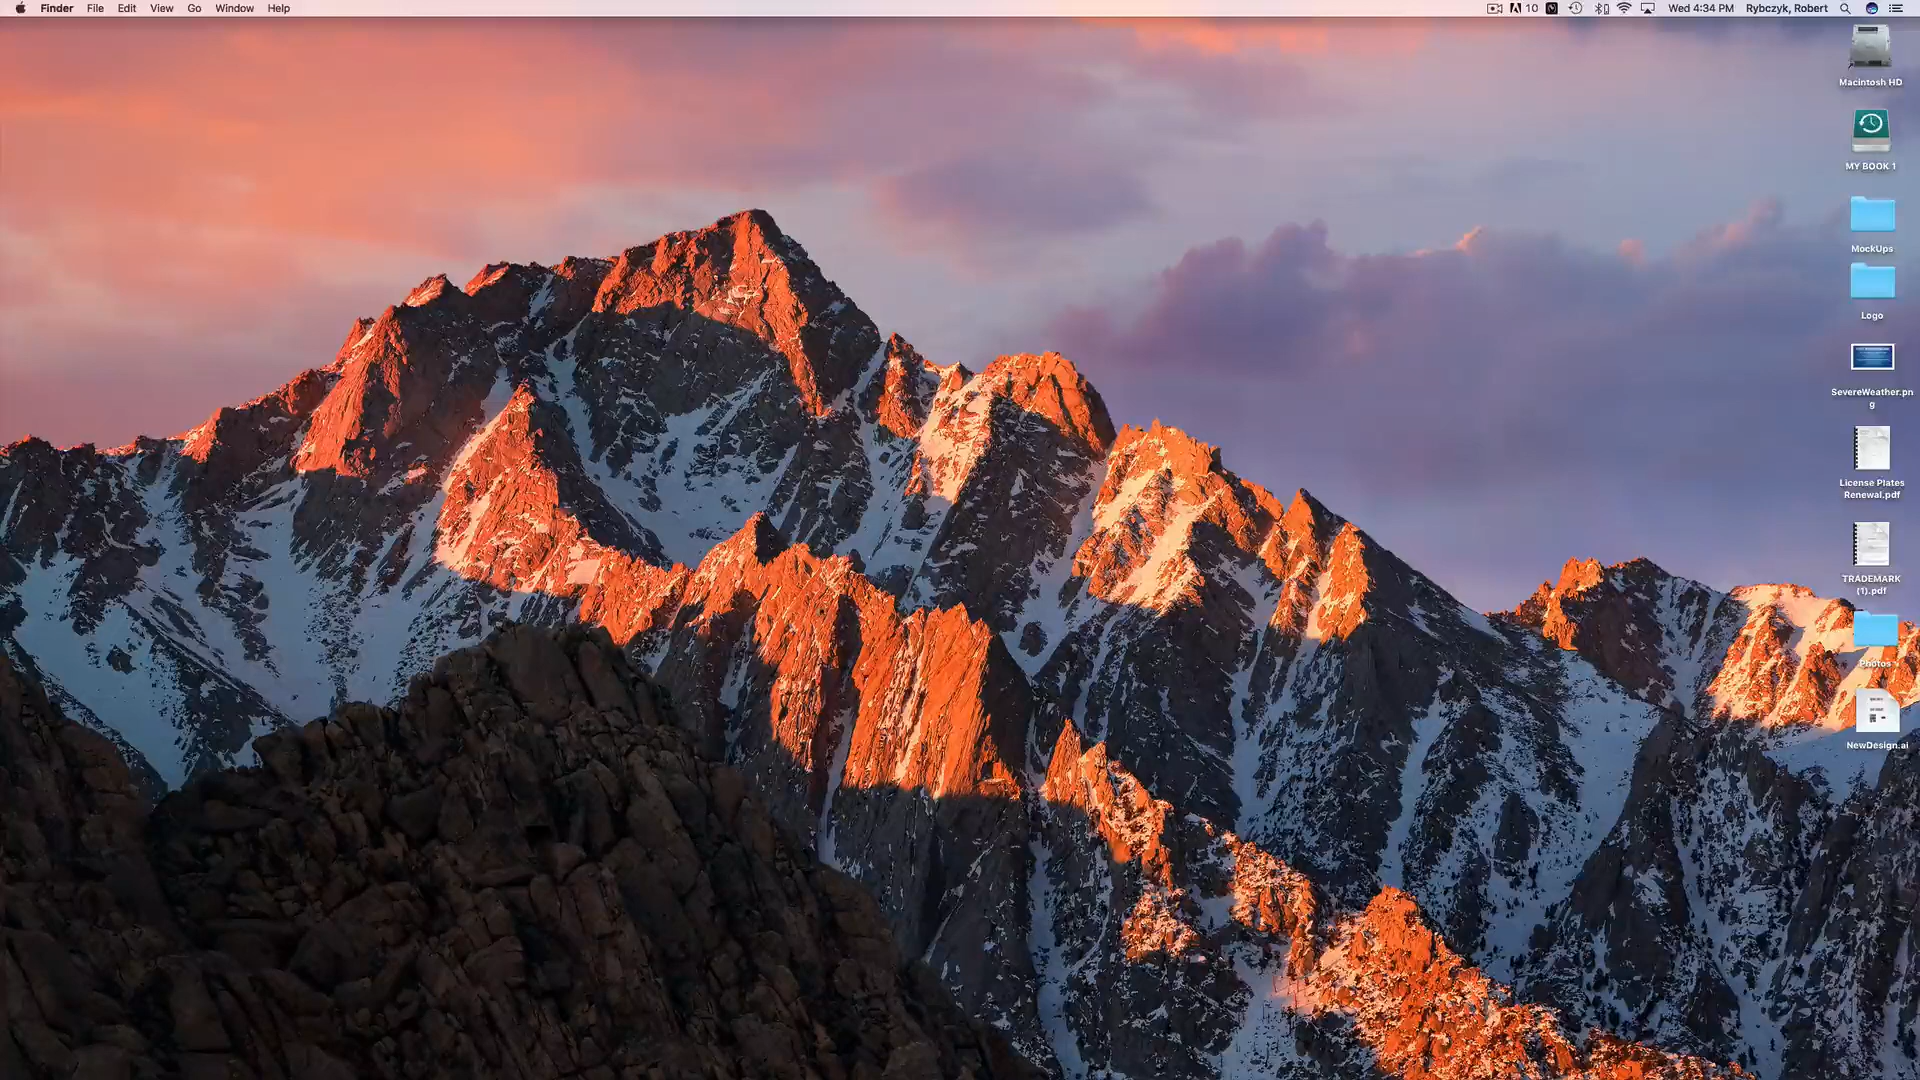 Finder File Edit View Go Window Help
10 Wed 4:34 PM Rybczyk, Robert
Macintosh HD
MY BOOK 1
MockUps
Logo
SevereWeather.pn
g
License Plates
Renewal.pdf
TRADEMARK
(1).pdf
Photos
NewDesign.ai